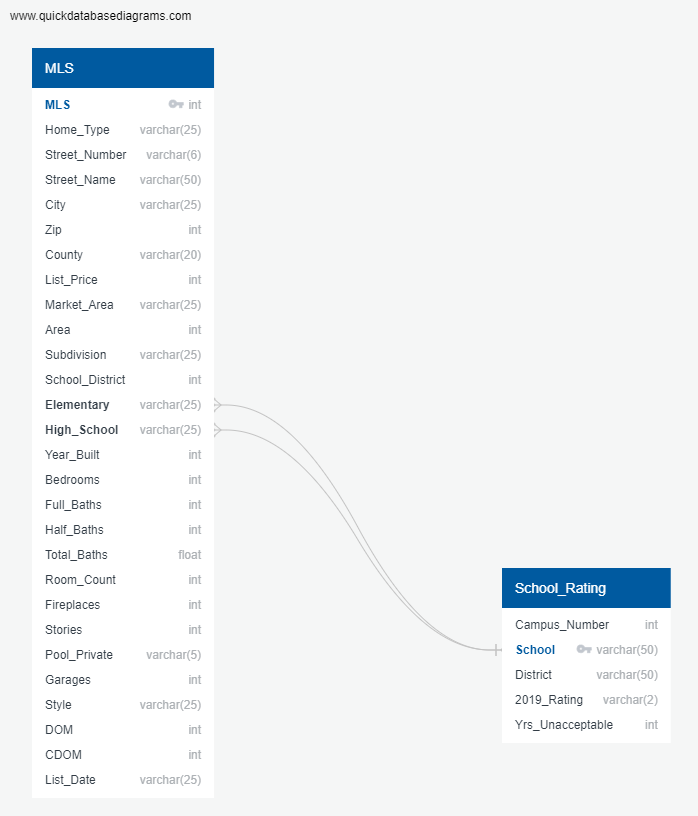 www.quickdatabasediagrams.com
MLS
MLS int
Home_Type varchar(25)
Street_Number varchar(6)
Street_Name varchar(50)
City varchar(25)
Zip int
County varchar(20)
List_Price int
Market_Area varchar(25)
Area int
Subdivision varchar(25)
School_District int
Elementary varchar(25)
High_School varchar(25)
Year_Built int
Bedrooms int
Full_Baths int
Half_Baths int
Total_Baths float
Room_Count int
Fireplaces int
Stories int
Pool_Private varchar(5)
Garages int
Style varchar(25)
DOM int
CDOM int
List_Date varchar(25)
School_Rating
Campus_Number int
School varchar(50)
District varchar(50)
2019_Rating varchar(2)
Yrs_Unacceptable int